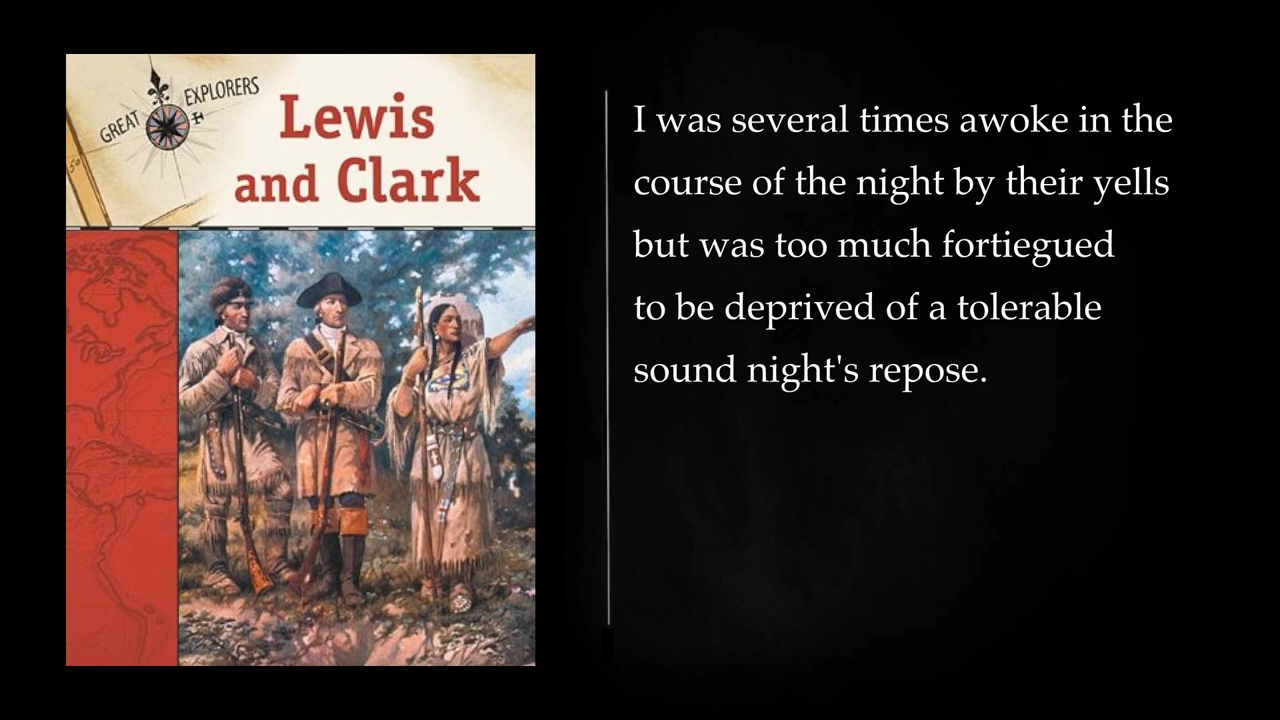 GREAT EXPLORERS
Lewis
and Clark
50
I was several times awoke in the
course of the night by their yells
but was too much fortiegued
to be deprived of a tolerable
sound night's repose.